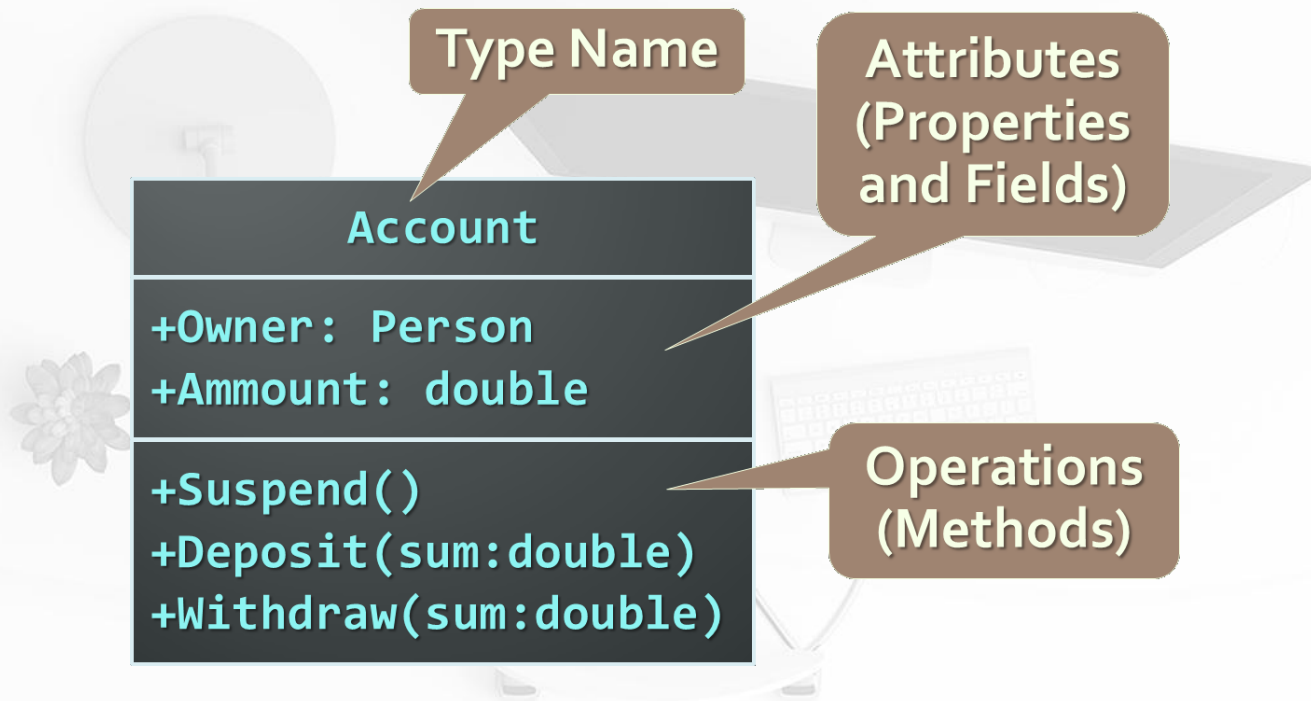 Type Name
Attributes
(Properties
and Fields)
Account
+Owner: Person
+Ammount: double
+Suspend()
+Deposit(sum:double)
+Withdraw(sum:double)
Operations
(Methods)